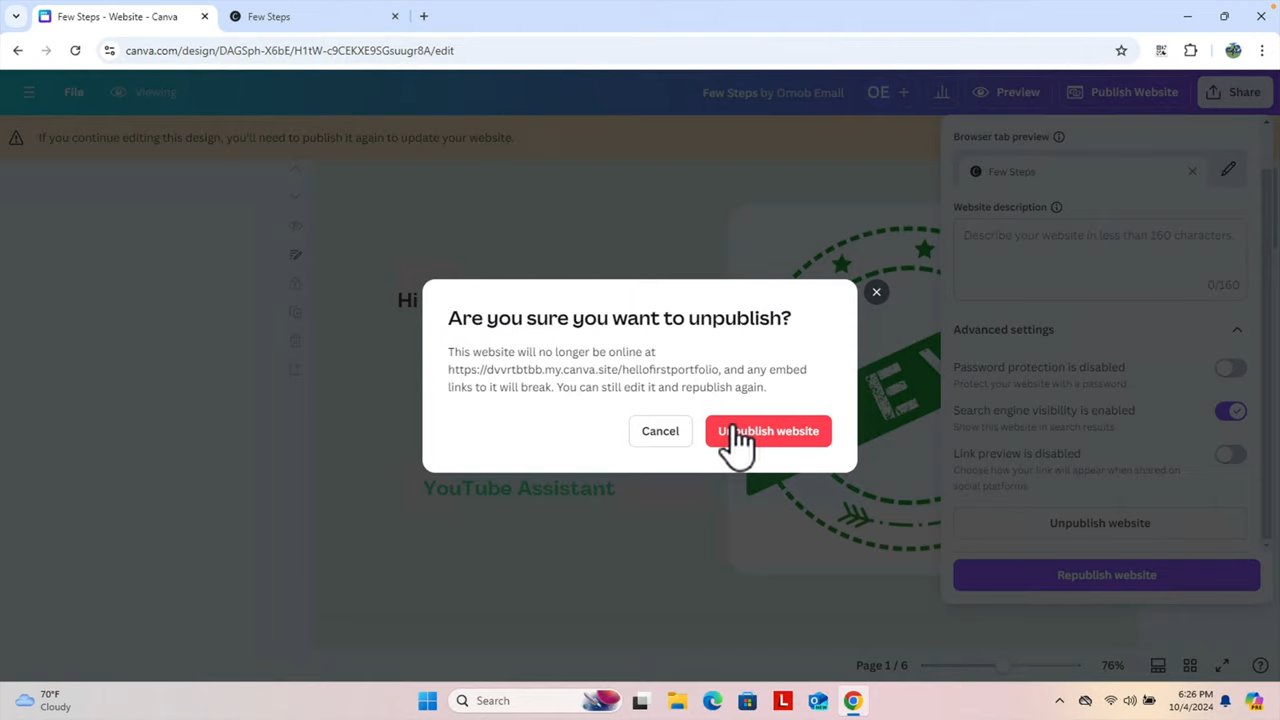 Few Steps - Website - Canva
Few Steps
canva.com/design/DAGSph-X6bE/H1tW-c9CEKXE9SGsuugr8A/edit
File
Viewing
Few Steps by Omob Emall
OE
Preview
Publish Website
Share
If you continue editing this design, you'll need to publish it again to update your website.
Browser tab preview
Few Steps
Website description
Describe your website in less than 160 characters.
0/160
Hi
Are you sure you want to unpublish?
This website will no longer be online at
https://dvvrtbtbb.my.canva.site/hellofirstportfolio, and any embed
links to it will break. You can still edit it and republish again.
Cancel
Unpublish website
YouTube Assistant
Advanced settings
Password protection is disabled
Protect your website with a password.
Search engine visibility is enabled
Show this website in search results.
Link preview is disabled
Choose how your link will appear when shared on
social platforms.
Unpublish website
Republish website
Page 1 / 6
76%
70°F
Cloudy
Search
L
6:26 PM
10/4/2024